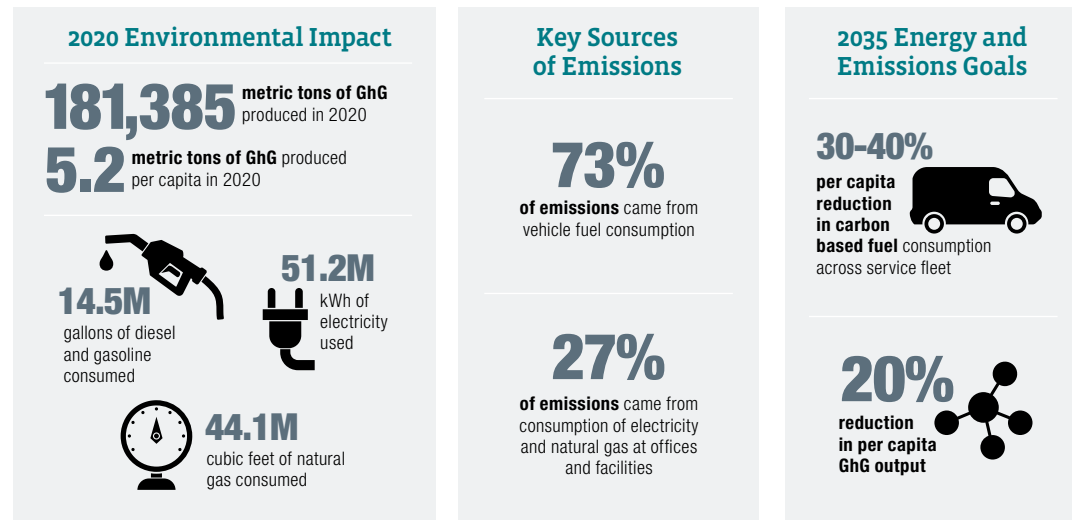 2020 Environmental Impact
181,385 metric tons of GhG
produced in 2020
5.2 metric tons of GhG produced
per capita in 2020
14.5M
gallons of diesel
and gasoline
consumed
51.2M
kWh of
electricity
used
44.1M
cubic feet of natural
gas consumed
Key Sources
of Emissions
73%
of emissions came from
vehicle fuel consumption
27%
of emissions came from
consumption of electricity
and natural gas at offices
and facilities
2035 Energy and
Emissions Goals
30-40%
per capita
reduction
in carbon
based fuel consumption
across service fleet
20%
reduction
in per capita
GhG output